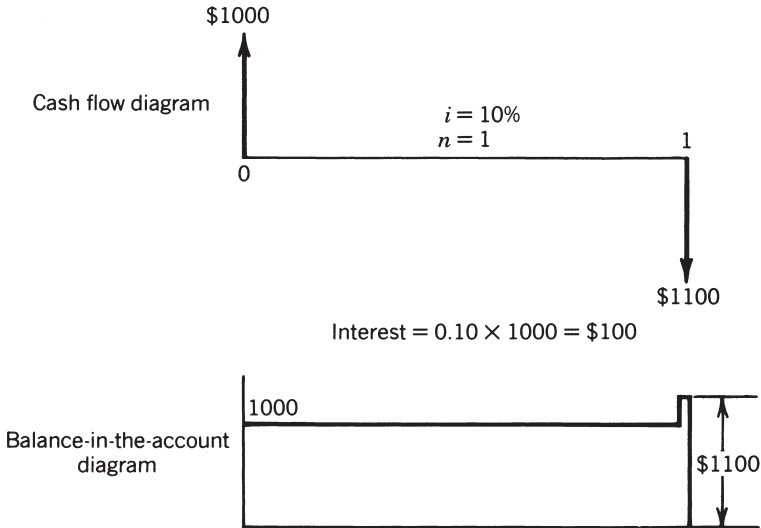 $1000
Cash flow diagram
i = 10%
n = 1
1
0
$1100
Interest = 0.10 × 1000 = $100
1000
Balance-in-the-account
diagram
$1100